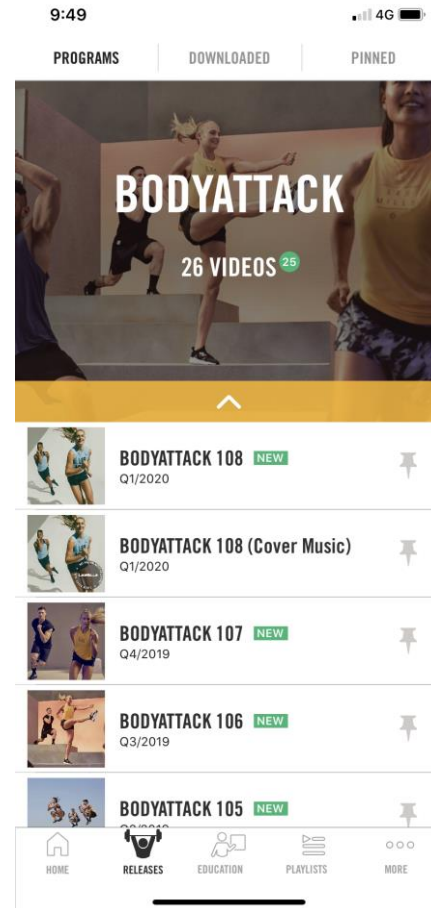 9:49
4G
PROGRAMS DOWNLOADED PINNED
BODYATTACK
26 VIDEOS 25
BODYATTACK 108 NEW
Q1/2020
BODYATTACK 108 (Cover Music)
Q1/2020
BODYATTACK 107 NEW
Q4/2019
BODYATTACK 106 NEW
Q3/2019
BODYATTACK 105 NEW
HOME RELEASES EDUCATION PLAYLISTS MORE